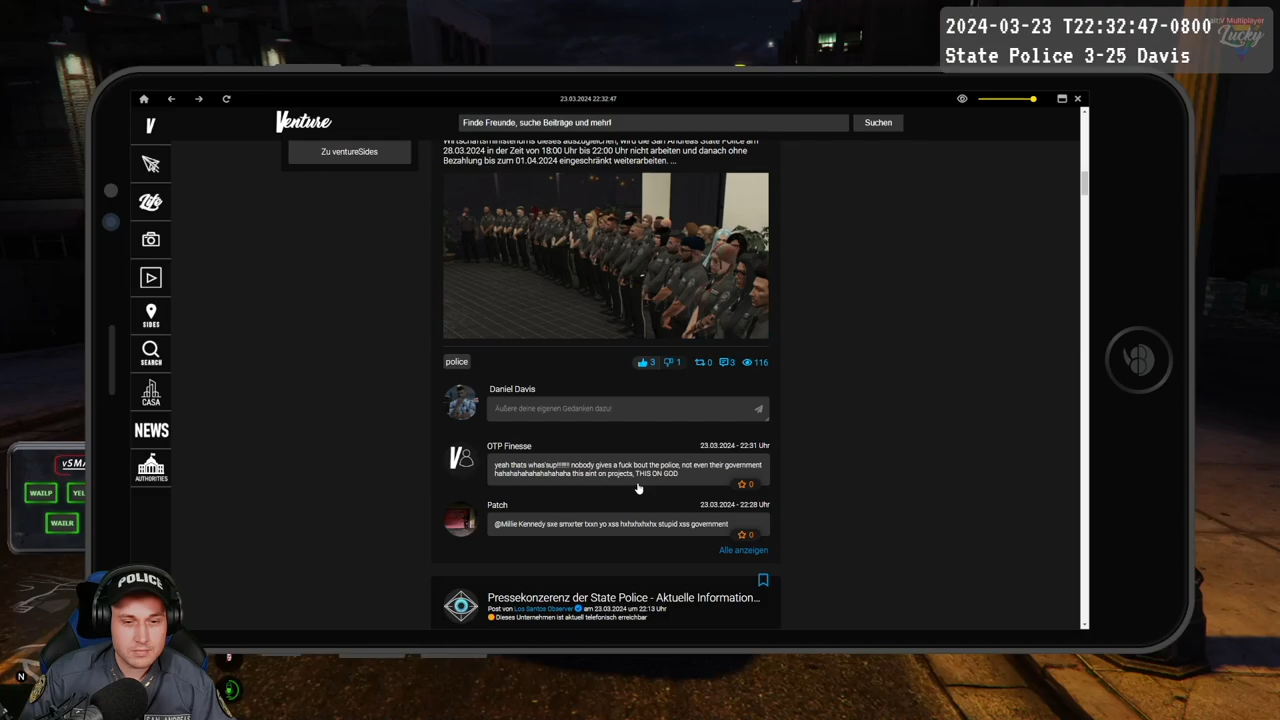 2024-03-23 T22:32:47-0800
State Police 3-25 Davis
Multiplayer
Lucky
23.03.2024 22:32:47
V
Venture
Finde Freunde, suche Beiträge und mehr!
Suchen
Zu ventureSides
Wirtschaftsministeriums dieses auszugleichen, wird die San Andreas State Police am
28.03.2024 in der Zeit von 18:00 Uhr bis 22:00 Uhr nicht arbeiten und danach ohne
Bezahlung bis zum 01.04.2024 eingeschränkt weiterarbeiten. ...
Life
SIDES
SEARCH
CASA
NEWS
AUTHORITIES
police
3
1
0
3
116
Daniel Davis
Äußere deine eigenen Gedanken dazu!
OTP Finesse
23.03.2024 - 22:31 Uhr
yeah thats whas'sup!!!!!!! nobody gives a fuck bout the police, not even their government
hahahahahahahahaha this aint on projects, THIS ON GOD
0
Patch
23.03.2024 - 22:28 Uhr
@Millie Kennedy sxe smxrter txxn yo xss hxhxhxhxhx stupid xss government
0
Alle anzeigen
Pressekonzerenz der State Police - Aktuelle Information...
Post von Los Santos Observer am 23.03.2024 um 22:13 Uhr
Dieses Unternehmen ist aktuell telefonisch erreichbar
WAILP
YEL
WAILR
POLICE
N